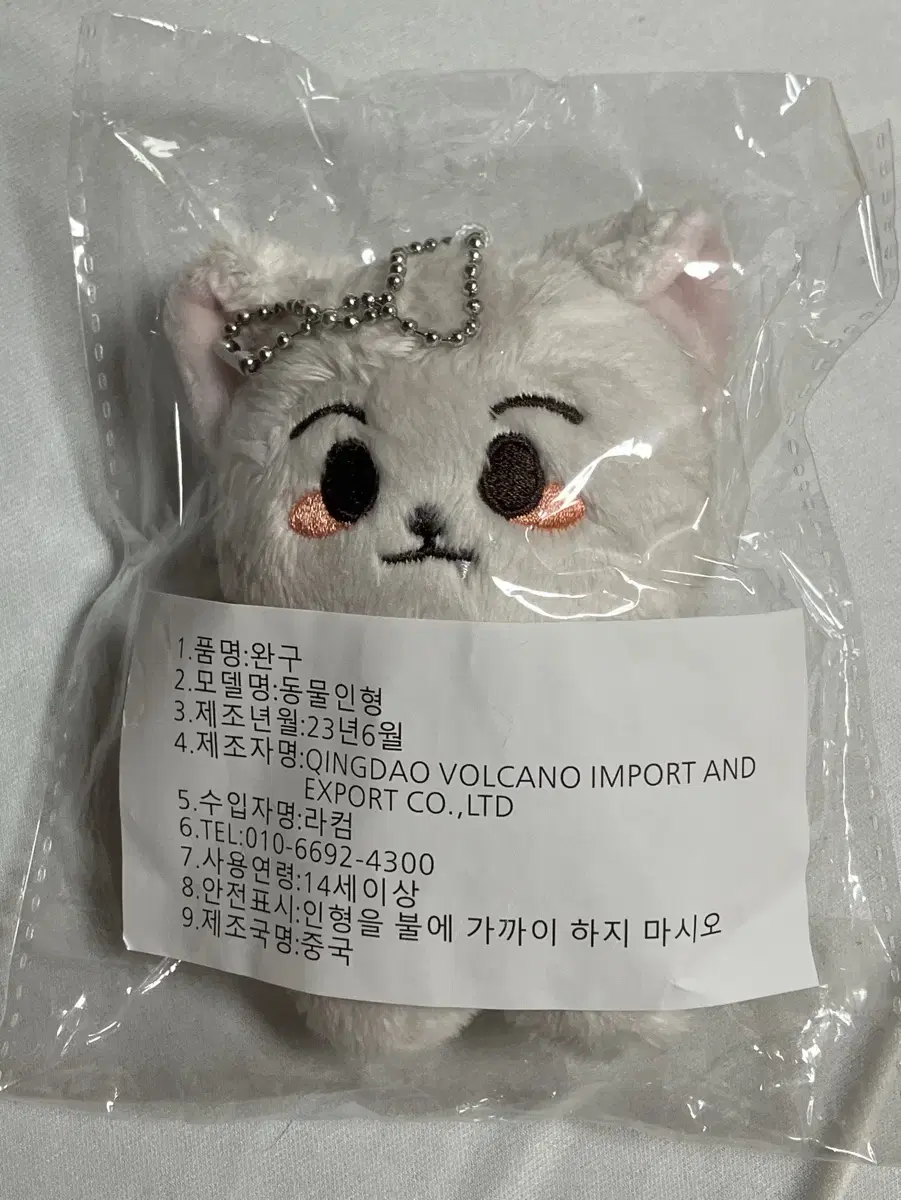 1.품명:완구
2.모델명:동물인형
3.제조년월:23년6월
4.제조자명:QINGDAO VOLCANO IMPORT AND
EXPORT CO.,LTD
5.수입자명:라컴
6.TEL:010-6692-4300
7.사용연령:14세이상
8.안전표시:인형을 불에 가까이 하지 마시오
9.제조국명:중국